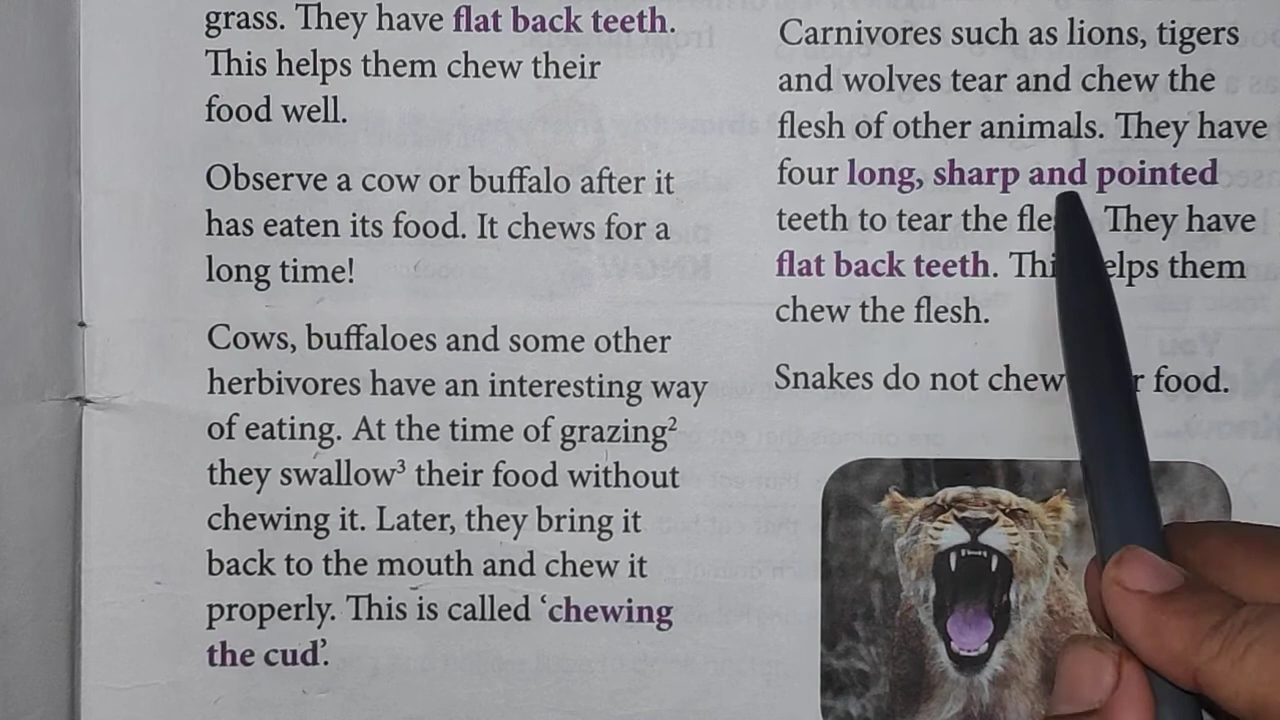 grass. They have flat back teeth.
This helps them chew their
food well.
Observe a cow or buffalo after it
has eaten its food. It chews for a
long time!
Cows, buffaloes and some other
herbivores have an interesting way
of eating. At the time of grazing²
they swallow³ their food without
chewing it. Later, they bring it
back to the mouth and chew it
properly. This is called ‘chewing
the cud’.
Carnivores such as lions, tigers
and wolves tear and chew the
flesh of other animals. They have
four long, sharp and pointed
teeth to tear the They have
flat back teeth. them
chew the flesh.
Snakes do not chew food.